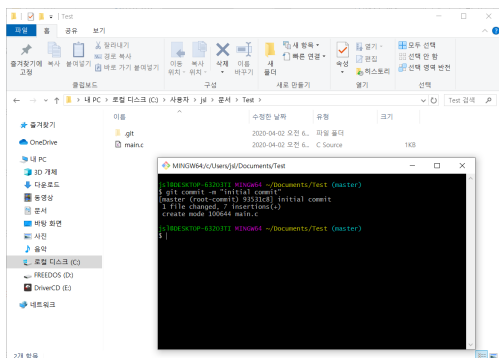 Test
파일
홈
공유
보기
즐겨찾기에 고정
복사
붙여넣기
잘라내기
경로 복사
바로 가기 붙여넣기
이동 위치
복사 위치
삭제
이름 바꾸기
새 폴더
새 항목
빠른 연결
속성
열기
편집
히스토리
모두 선택
선택 안 함
선택 영역 반전
클립보드
구성
새로 만들기
열기
선택
내 PC > 로컬 디스크 (C:) > 사용자 > jsl > 문서 > Test >
Test 검색
이름
수정한 날짜
유형
크기
.git
2020-04-02 오전 6...
파일 폴더
main.c
2020-04-02 오전 6...
C Source
1KB
즐겨찾기
OneDrive
내 PC
3D 개체
다운로드
동영상
문서
바탕 화면
사진
음악
로컬 디스크 (C:)
FREEDOS (D:)
DriverCD (E:)
네트워크
2개 항목
MINGW64:/c/Users/jsl/Documents/Test
jsl@DESKTOP-632O3TI MINGW64 ~/Documents/Test (master)
$ git commit -m "initial commit"
[master (root-commit) 93531c8] initial commit
1 file changed, 7 insertions(+)
create mode 100644 main.c
jsl@DESKTOP-632O3TI MINGW64 ~/Documents/Test (master)
$